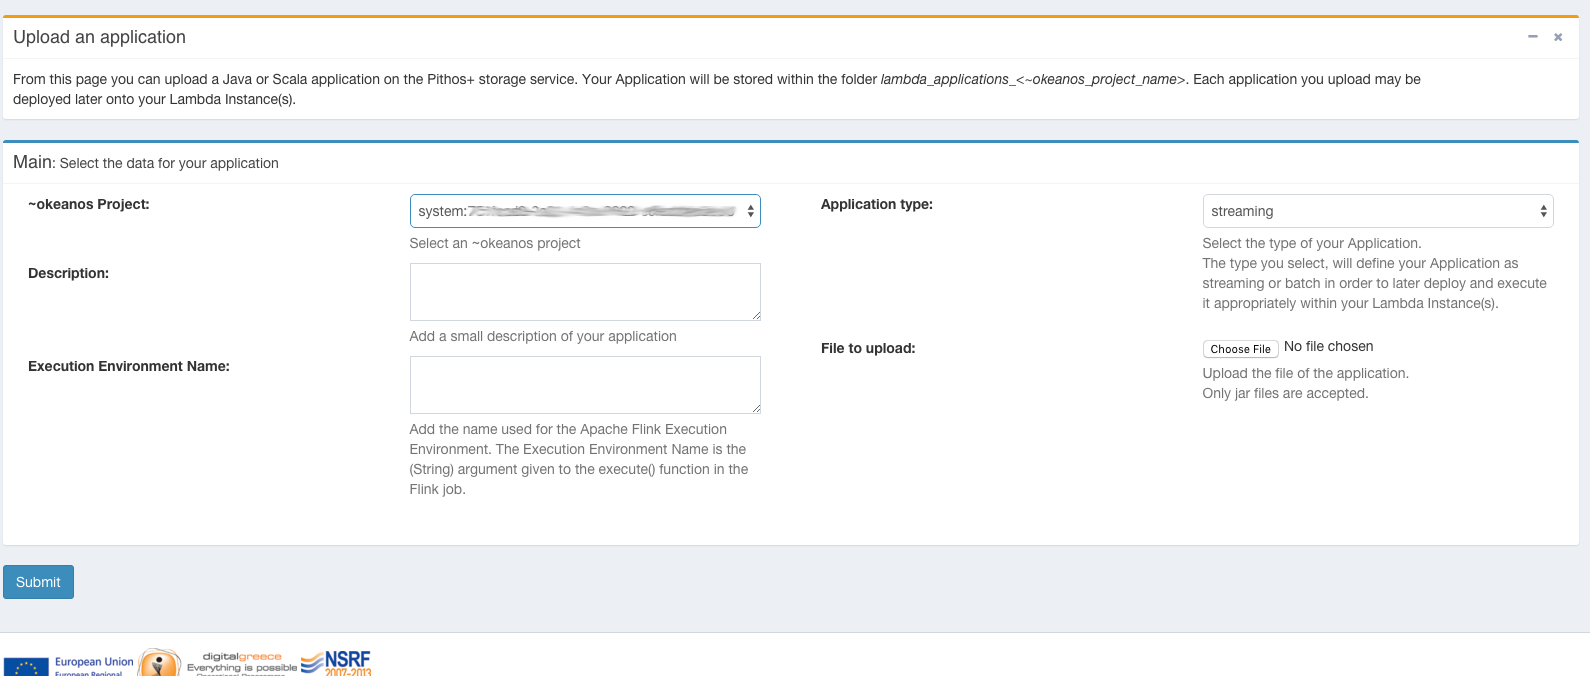 Upload an application
From this page you can upload a Java or Scala application on the Pithos+ storage service. Your Application will be stored within the folder lambda_applications_<~okeanos_project_name>. Each application you upload may be
deployed later onto your Lambda Instance(s).
Main: Select the data for your application
~okeanos Project:
system:
Select an ~okeanos project
Description:
Add a small description of your application
Execution Environment Name:
Add the name used for the Apache Flink Execution
Environment. The Execution Environment Name is the
(String) argument given to the execute() function in the
Flink job.
Application type:
streaming
Select the type of your Application.
The type you select, will define your Application as
streaming or batch in order to later deploy and execute
it appropriately within your Lambda Instance(s).
File to upload:
Choose File No file chosen
Upload the file of the application.
Only jar files are accepted.
Submit
European Union
European Regional
digitalgreece
Everything is possible
NSRF
2007-2013